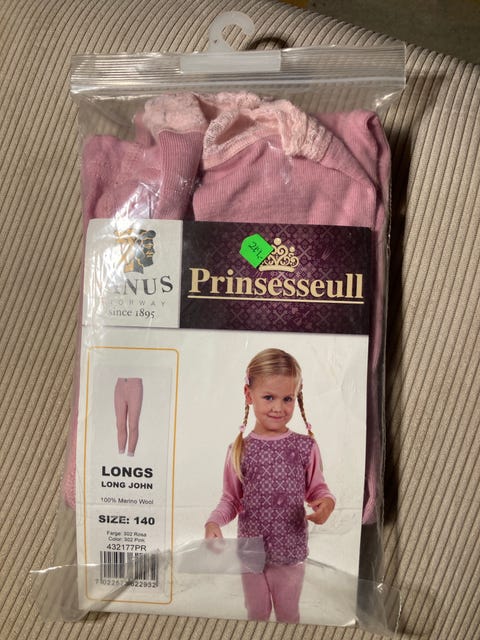 Prinsesseull
NORWAY
since 1895
LONGS
LONG JOHN
100% Merino Wool
SIZE: 140
Farge: 302 Rosa
Color: 302 Pink
432177PR